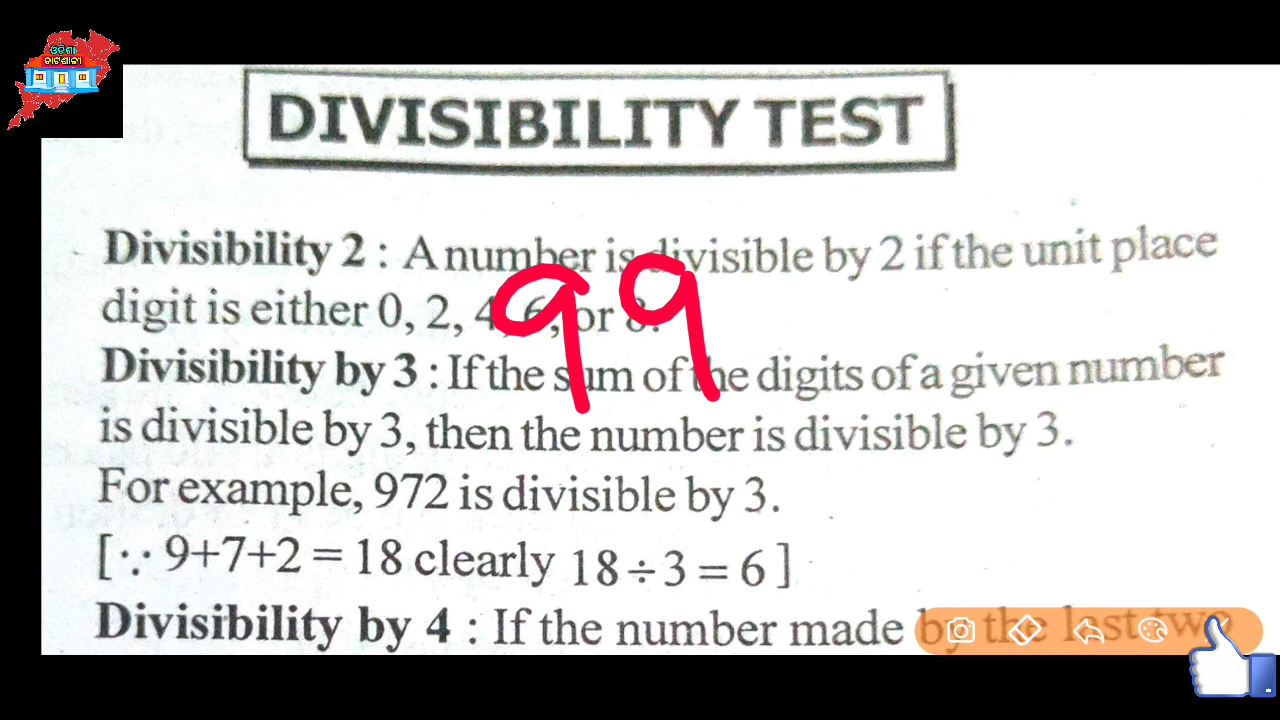 ଓଡ଼ିଶା
ଚାଟଶାଳୀ
DIVISIBILITY TEST
Divisibility 2 : A number is divisible by 2 if the unit place
digit is either 0, 2, 4, 6, or 8.
99
Divisibility by 3 : If the sum of the digits of a given number
is divisible by 3, then the number is divisible by 3.
For example, 972 is divisible by 3.
[∵ 9+7+2 = 18 clearly 18 ÷ 3 = 6 ]
Divisibility by 4 : If the number made by the last two